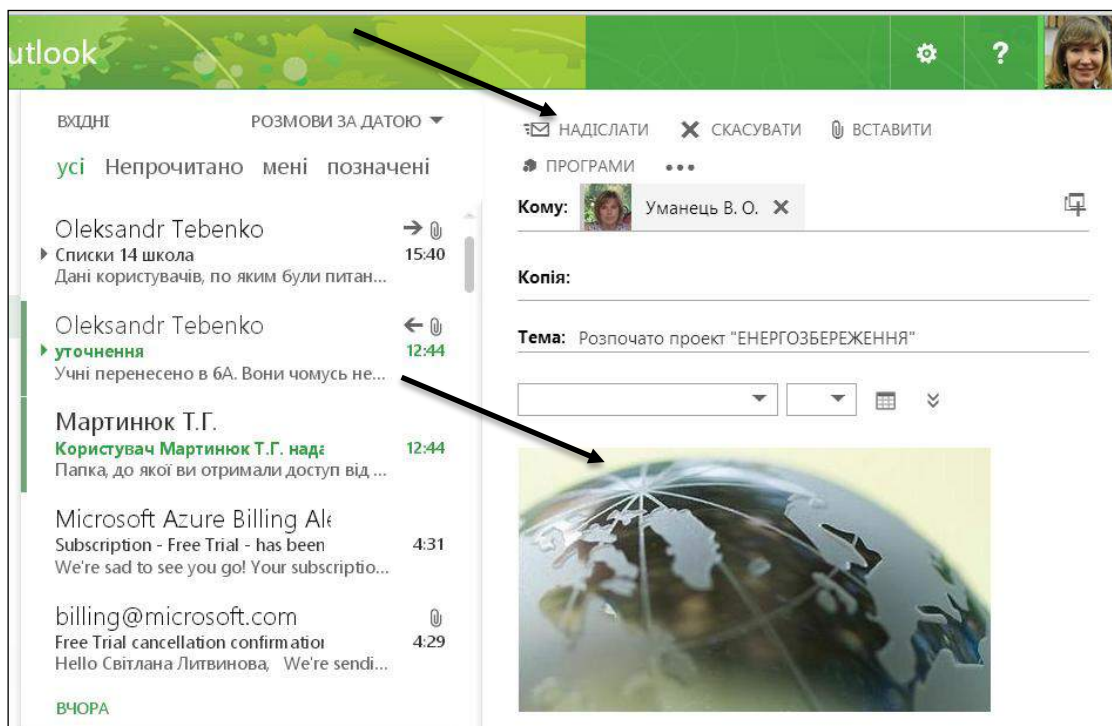 utlook
?
ВХІДНІ
РОЗМОВИ ЗА ДАТОЮ
усі Непрочитано мені позначені
Oleksandr Tebenko
Списки 14 школа 15:40
Дані користувачів, по яким були питан...
Oleksandr Tebenko
уточнення 12:44
Учні перенесено в 6А. Вони чомусь не...
Мартинюк Т.Г.
Користувач Мартинюк Т.Г. нада 12:44
Папка, до якої ви отримали доступ від ...
Microsoft Azure Billing Ale
Subscription - Free Trial - has been 4:31
We're sad to see you go! Your subscriptio...
billing@microsoft.com
Free Trial cancellation confirmation 4:29
Hello Світлана Литвинова, We're sendi...
ВЧОРА
НАДІСЛАТИ СКАСУВАТИ ВСТАВИТИ
ПРОГРАМИ •••
Кому: Уманець В. О.
Копія:
Тема: Розпочато проект "ЕНЕРГОЗБЕРЕЖЕННЯ"